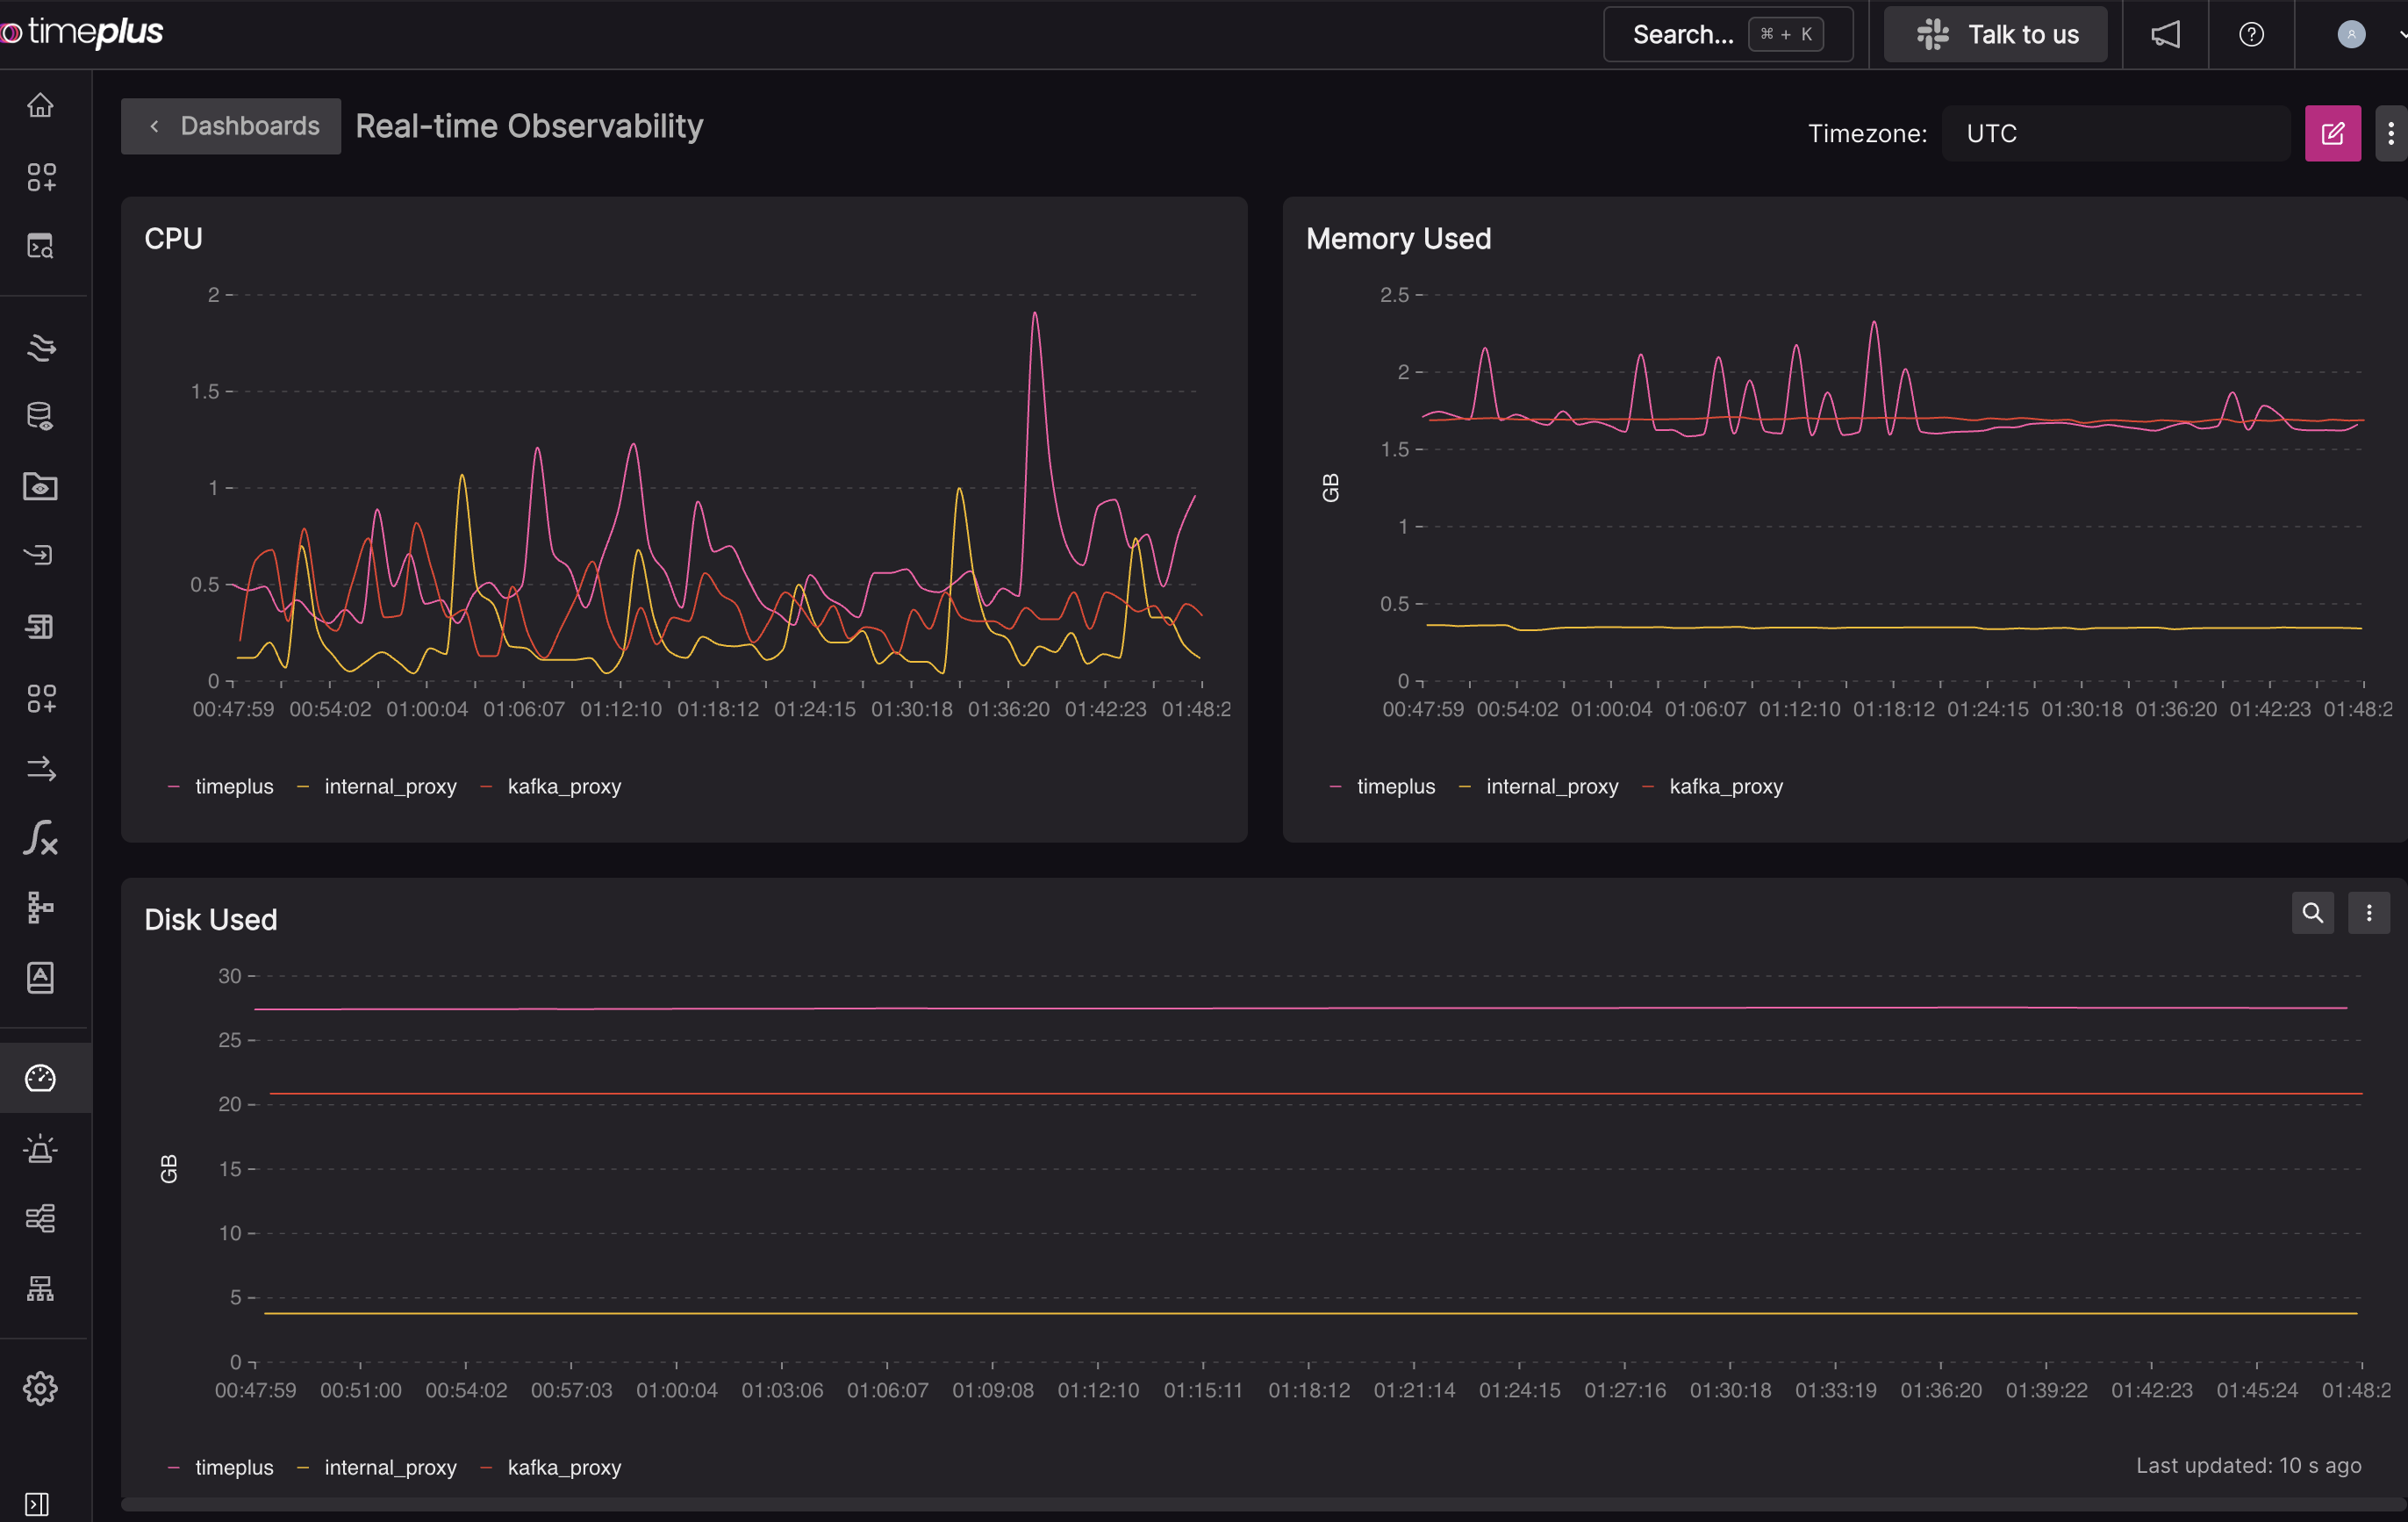 timeplus
Search... ⌘ + K
Talk to us
Dashboards
Real-time Observability
Timezone: UTC
CPU
2
1.5
1
0.5
0
00:47:59 00:54:02 01:00:04 01:06:07 01:12:10 01:18:12 01:24:15 01:30:18 01:36:20 01:42:23 01:48:2
timeplus internal_proxy kafka_proxy
Memory Used
2.5
2
1.5
1
0.5
0
GB
00:47:59 00:54:02 01:00:04 01:06:07 01:12:10 01:18:12 01:24:15 01:30:18 01:36:20 01:42:23 01:48:2
timeplus internal_proxy kafka_proxy
Disk Used
30
25
20
15
10
5
0
GB
00:47:59 00:51:00 00:54:02 00:57:03 01:00:04 01:03:06 01:06:07 01:09:08 01:12:10 01:15:11 01:18:12 01:21:14 01:24:15 01:27:16 01:30:18 01:33:19 01:36:20 01:39:22 01:42:23 01:45:24 01:48:2
timeplus internal_proxy kafka_proxy
Last updated: 10 s ago